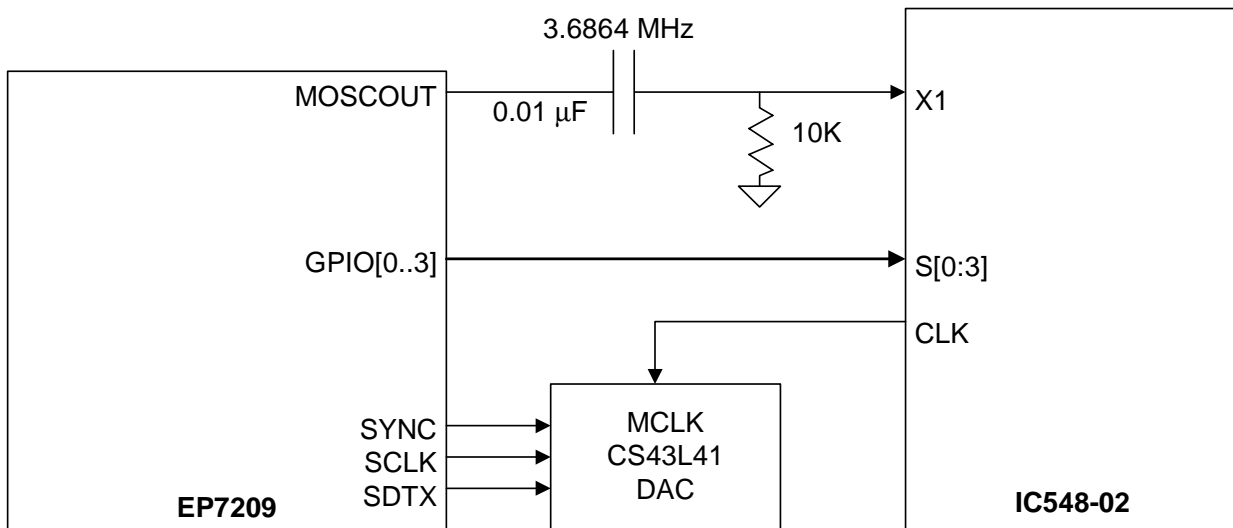 3.6864 MHz
MOSCOUT
0.01 μF
X1
10K
GPIO[0..3]
S[0:3]
CLK
SYNC
SCLK
SDTX
MCLK
CS43L41
DAC
EP7209
IC548-02